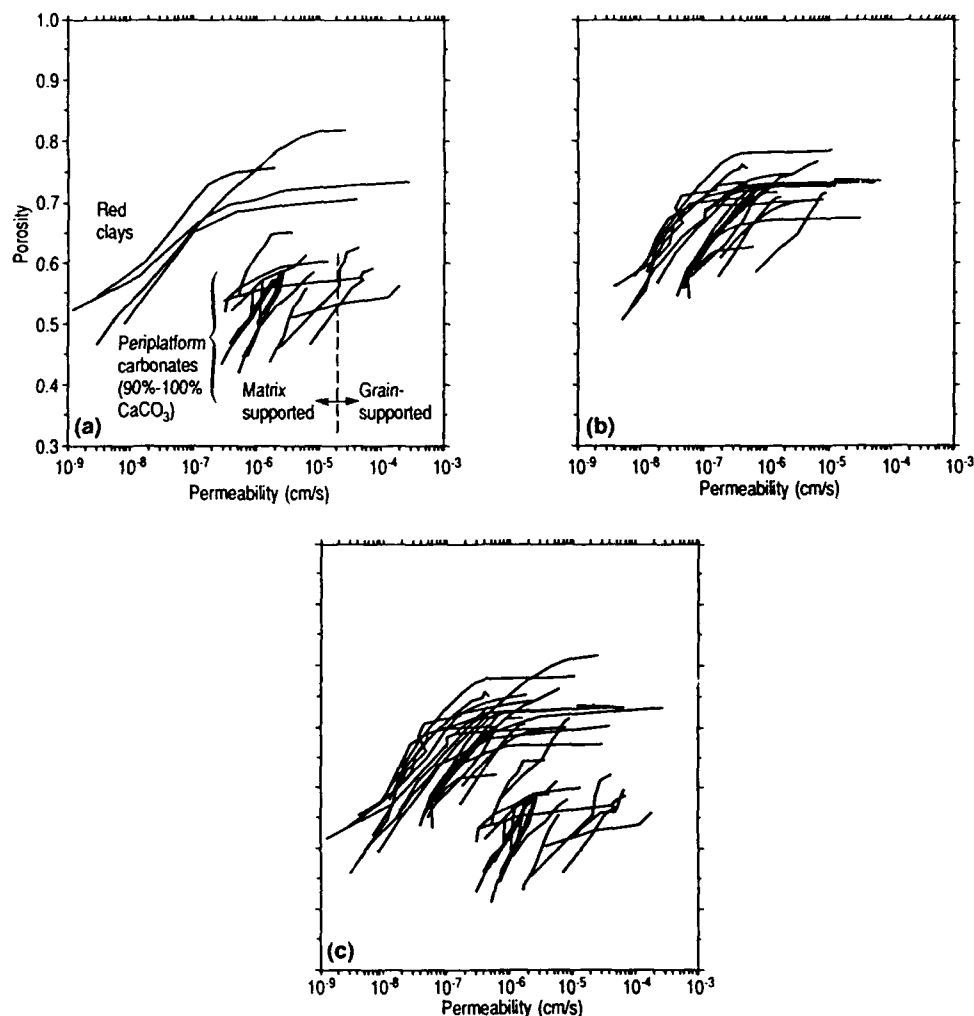 1.0
0.9
0.8
0.7
0.6
0.5
0.4
0.3
Porosity
Red
clays
Periplatform
carbonates
(90%-100%
CaCO₃)
Matrix
supported
Grain-
supported
(a)
10⁻⁹ 10⁻⁸ 10⁻⁷ 10⁻⁶ 10⁻⁵ 10⁻⁴ 10⁻³
Permeability (cm/s)
(b)
10⁻⁹ 10⁻⁸ 10⁻⁷ 10⁻⁶ 10⁻⁵ 10⁻⁴ 10⁻³
Permeability (cm/s)
(c)
10⁻⁹ 10⁻⁸ 10⁻⁷ 10⁻⁶ 10⁻⁵ 10⁻⁴ 10⁻³
Permeability (cm/s)